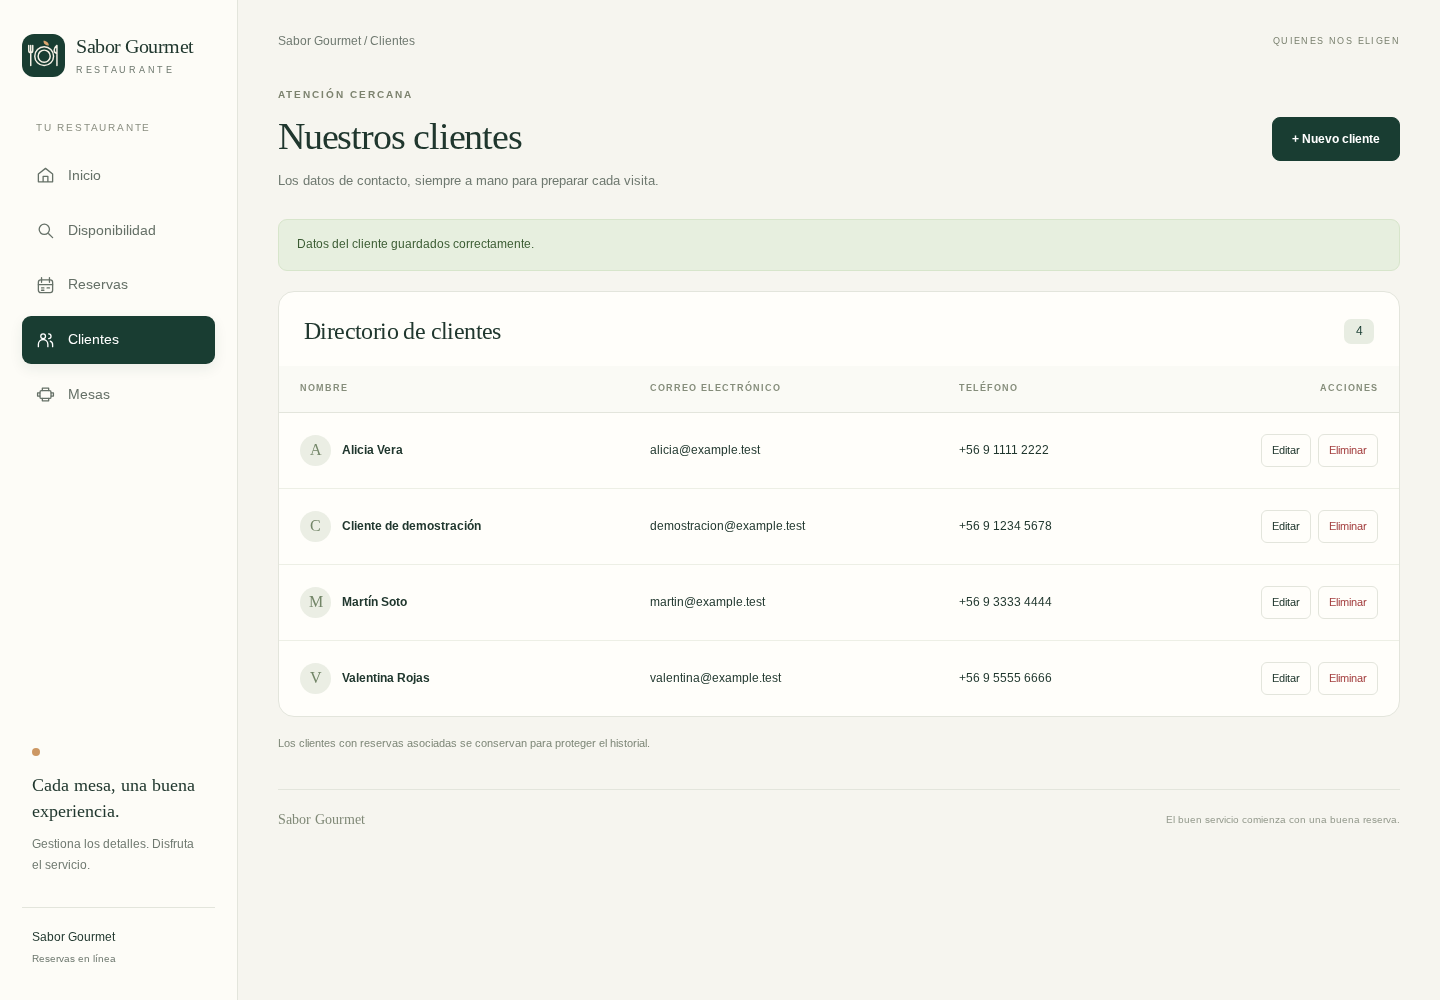 Sabor Gourmet
RESTAURANTE
TU RESTAURANTE
Inicio
Disponibilidad
Reservas
Clientes
Mesas
Cada mesa, una buena
experiencia.
Gestiona los detalles. Disfruta
el servicio.
Sabor Gourmet
Reservas en línea
Sabor Gourmet / Clientes
QUIENES NOS ELIGEN
ATENCIÓN CERCANA
Nuestros clientes
+ Nuevo cliente
Los datos de contacto, siempre a mano para preparar cada visita.
Datos del cliente guardados correctamente.
Directorio de clientes
4
NOMBRE CORREO ELECTRÓNICO TELÉFONO ACCIONES
A Alicia Vera alicia@example.test +56 9 1111 2222 Editar Eliminar
C Cliente de demostración demostracion@example.test +56 9 1234 5678 Editar Eliminar
M Martín Soto martin@example.test +56 9 3333 4444 Editar Eliminar
V Valentina Rojas valentina@example.test +56 9 5555 6666 Editar Eliminar
Los clientes con reservas asociadas se conservan para proteger el historial.
Sabor Gourmet
El buen servicio comienza con una buena reserva.